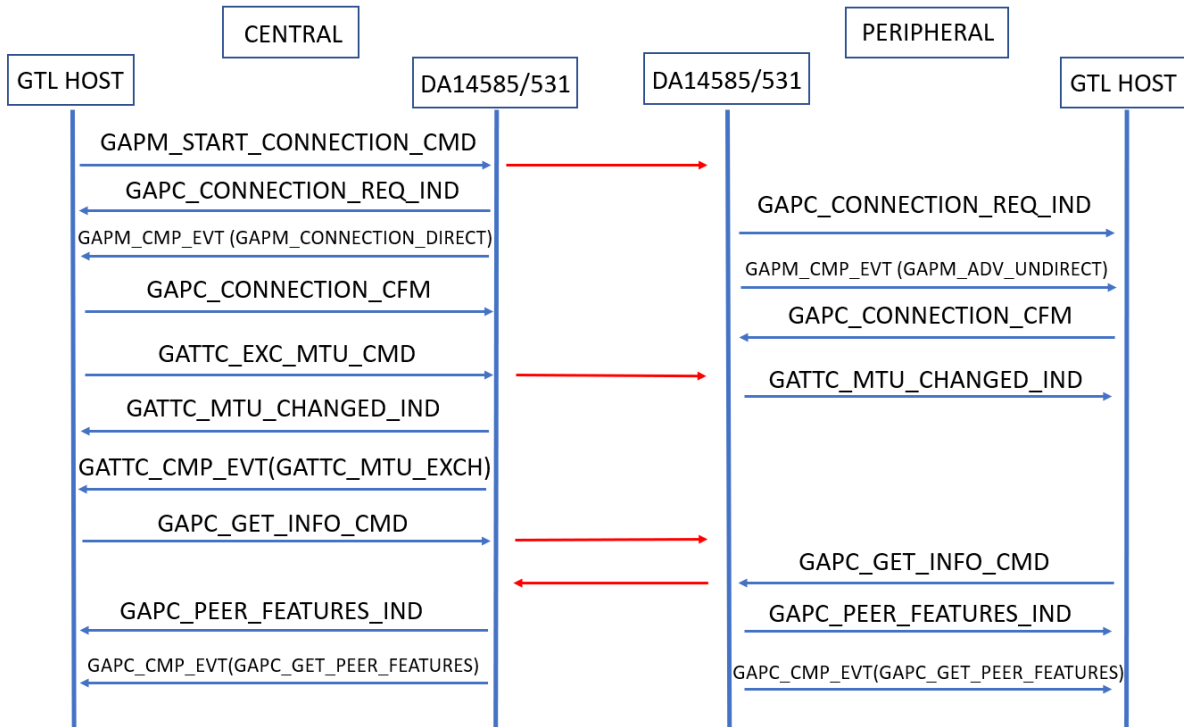 CENTRAL
PERIPHERAL
GTL HOST
DA14585/531
DA14585/531
GTL HOST
GAPM_START_CONNECTION_CMD
GAPC_CONNECTION_REQ_IND
GAPC_CONNECTION_REQ_IND
GAPM_CMP_EVT (GAPM_CONNECTION_DIRECT)
GAPM_CMP_EVT (GAPM_ADV_UNDIRECT)
GAPC_CONNECTION_CFM
GAPC_CONNECTION_CFM
GATTC_EXC_MTU_CMD
GATTC_MTU_CHANGED_IND
GATTC_MTU_CHANGED_IND
GATTC_CMP_EVT(GATTC_MTU_EXCH)
GAPC_GET_INFO_CMD
GAPC_GET_INFO_CMD
GAPC_PEER_FEATURES_IND
GAPC_PEER_FEATURES_IND
GAPC_CMP_EVT(GAPC_GET_PEER_FEATURES)
GAPC_CMP_EVT(GAPC_GET_PEER_FEATURES)